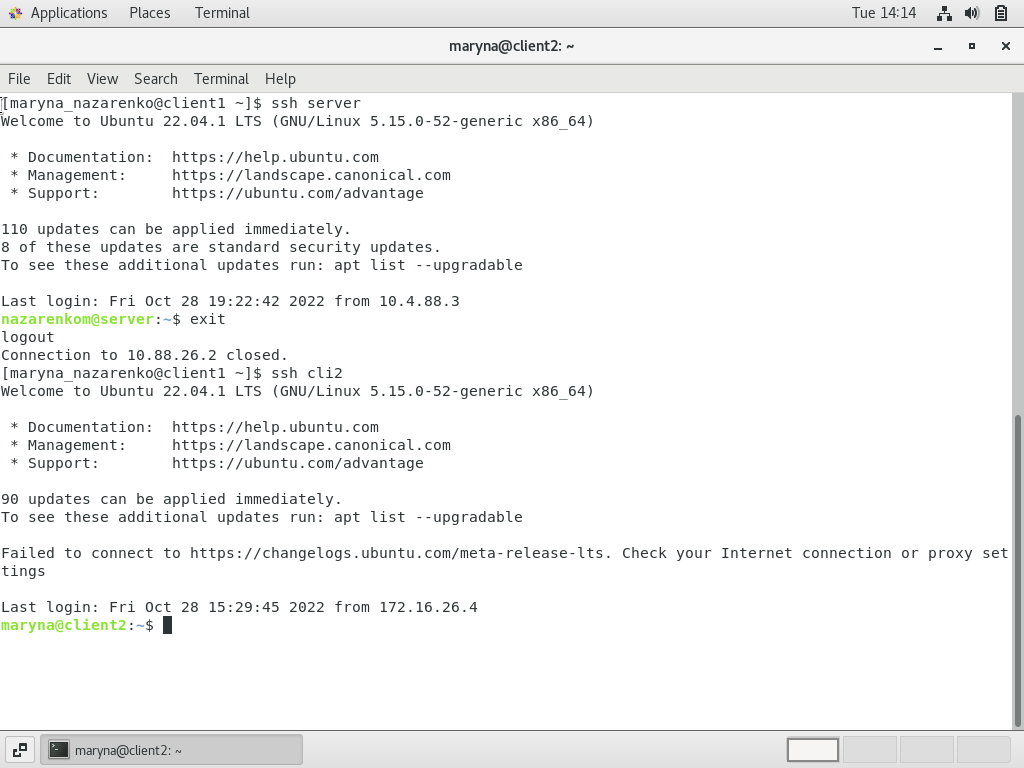 Applications Places Terminal Tue 14:14
maryna@client2: ~
File Edit View Search Terminal Help
[maryna_nazarenko@client1 ~]$ ssh server
Welcome to Ubuntu 22.04.1 LTS (GNU/Linux 5.15.0-52-generic x86_64)
* Documentation:  https://help.ubuntu.com
* Management:     https://landscape.canonical.com
* Support:        https://ubuntu.com/advantage
110 updates can be applied immediately.
8 of these updates are standard security updates.
To see these additional updates run: apt list --upgradable
Last login: Fri Oct 28 19:22:42 2022 from 10.4.88.3
nazarenkom@server:~$ exit
logout
Connection to 10.88.26.2 closed.
[maryna_nazarenko@client1 ~]$ ssh cli2
Welcome to Ubuntu 22.04.1 LTS (GNU/Linux 5.15.0-52-generic x86_64)
* Documentation:  https://help.ubuntu.com
* Management:     https://landscape.canonical.com
* Support:        https://ubuntu.com/advantage
90 updates can be applied immediately.
To see these additional updates run: apt list --upgradable
Failed to connect to https://changelogs.ubuntu.com/meta-release-lts. Check your Internet connection or proxy set
tings
Last login: Fri Oct 28 15:29:45 2022 from 172.16.26.4
maryna@client2:~$
maryna@client2: ~